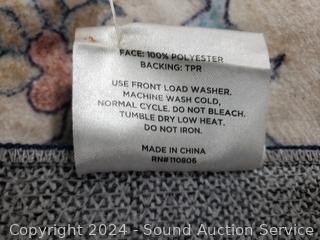 FACE: 100% POLYESTER
BACKING: TPR
USE FRONT LOAD WASHER.
MACHINE WASH COLD,
NORMAL CYCLE. DO NOT BLEACH.
TUMBLE DRY LOW HEAT.
DO NOT IRON.
MADE IN CHINA
RN#110806
Copyright 2024 - Sound Auction Service